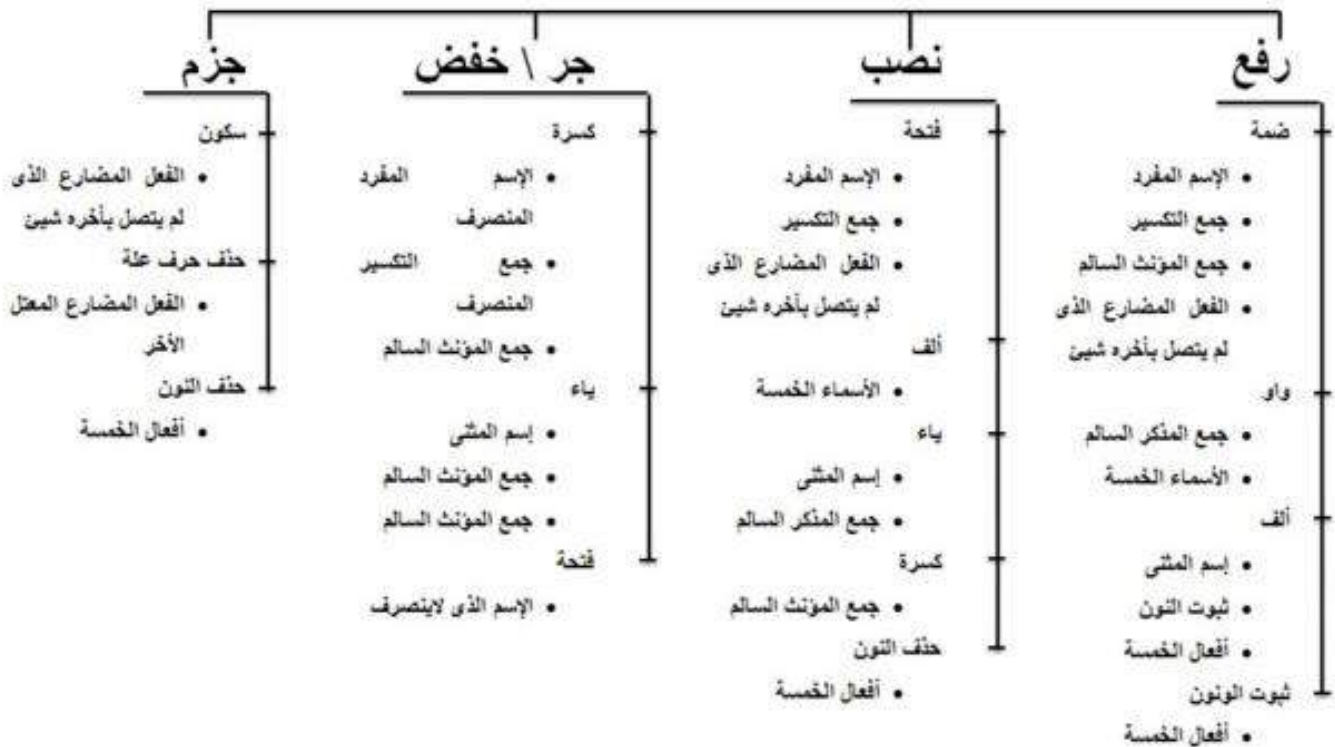 رفع
ضمة
• الإسم المفرد
• جمع التكسير
• جمع المؤنث السالم
• الفعل المضارع الذى
لم يتصل بأخره شيئ
واو
• جمع المذكر السالم
• الأسماء الخمسة
ألف
• إسم المثنى
• ثبوت النون
• أفعال الخمسة
ثبوت الونون
• أفعال الخمسة
نصب
فتحة
• الإسم المفرد
• جمع التكسير
• الفعل المضارع الذى
لم يتصل بأخره شيئ
ألف
• الأسماء الخمسة
ياء
• إسم المثنى
• جمع المذكر السالم
كسرة
• جمع المؤنث السالم
حذف النون
• أفعال الخمسة
جر \ خفض
كسرة
• الإسم المفرد
المنصرف
• جمع التكسير
المنصرف
• جمع المؤنث السالم
ياء
• إسم المثنى
• جمع المؤنث السالم
• جمع المؤنث السالم
فتحة
• الإسم الذى لاينصرف
جزم
سكون
• الفعل المضارع الذى
لم يتصل بأخره شيئ
حذف حرف علة
• الفعل المضارع المعتل
الأخر
حذف النون
• أفعال الخمسة